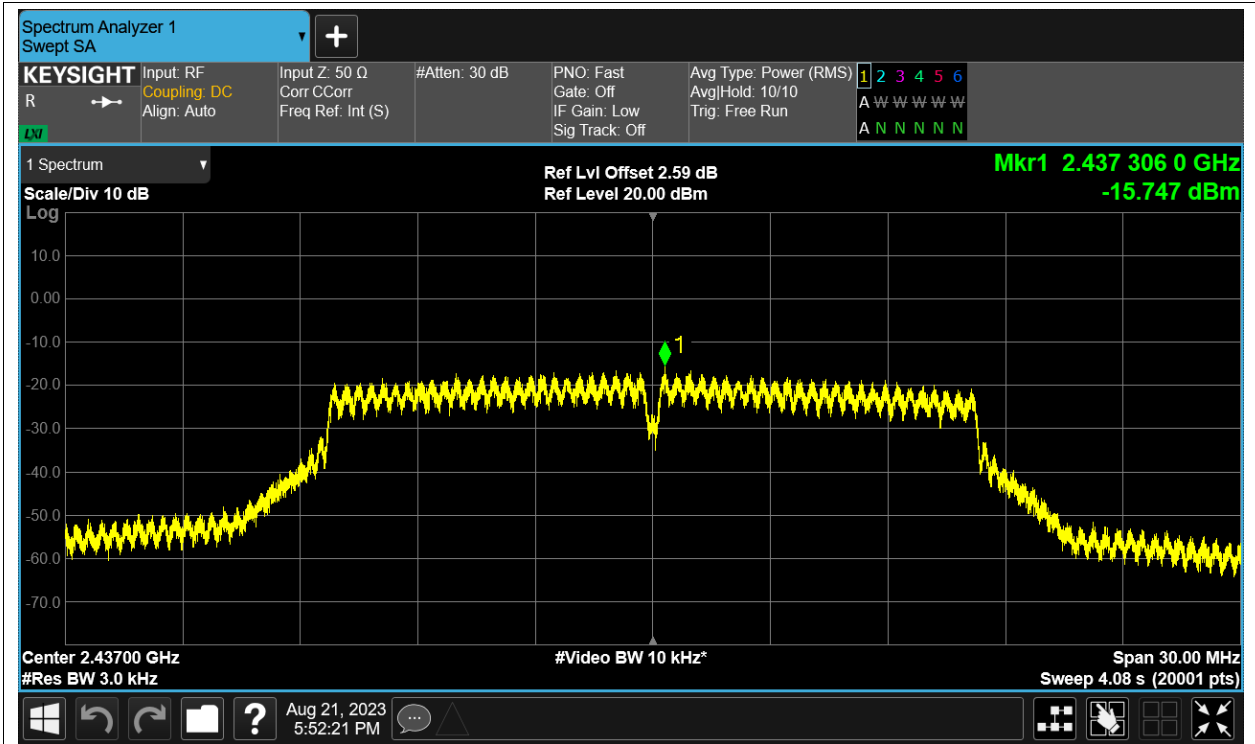 Spectrum Analyzer 1
Swept SA
KEYSIGHT
R
LXI
Input: RF
Coupling: DC
Align: Auto
Input Z: 50 Ω
Corr CCorr
Freq Ref: Int (S)
#Atten: 30 dB
PNO: Fast
Gate: Off
IF Gain: Low
Sig Track: Off
Avg Type: Power (RMS)
Avg|Hold: 10/10
Trig: Free Run
1 2 3 4 5 6
A W W W W W
A N N N N N
1 Spectrum
Scale/Div 10 dB
Log
Ref Lvl Offset 2.59 dB
Ref Level 20.00 dBm
Mkr1 2.437 306 0 GHz
-15.747 dBm
10.0
0.00
-10.0
-20.0
-30.0
-40.0
-50.0
-60.0
-70.0
1
Center 2.43700 GHz
#Res BW 3.0 kHz
#Video BW 10 kHz*
Span 30.00 MHz
Sweep 4.08 s (20001 pts)
?
Aug 21, 2023
5:52:21 PM